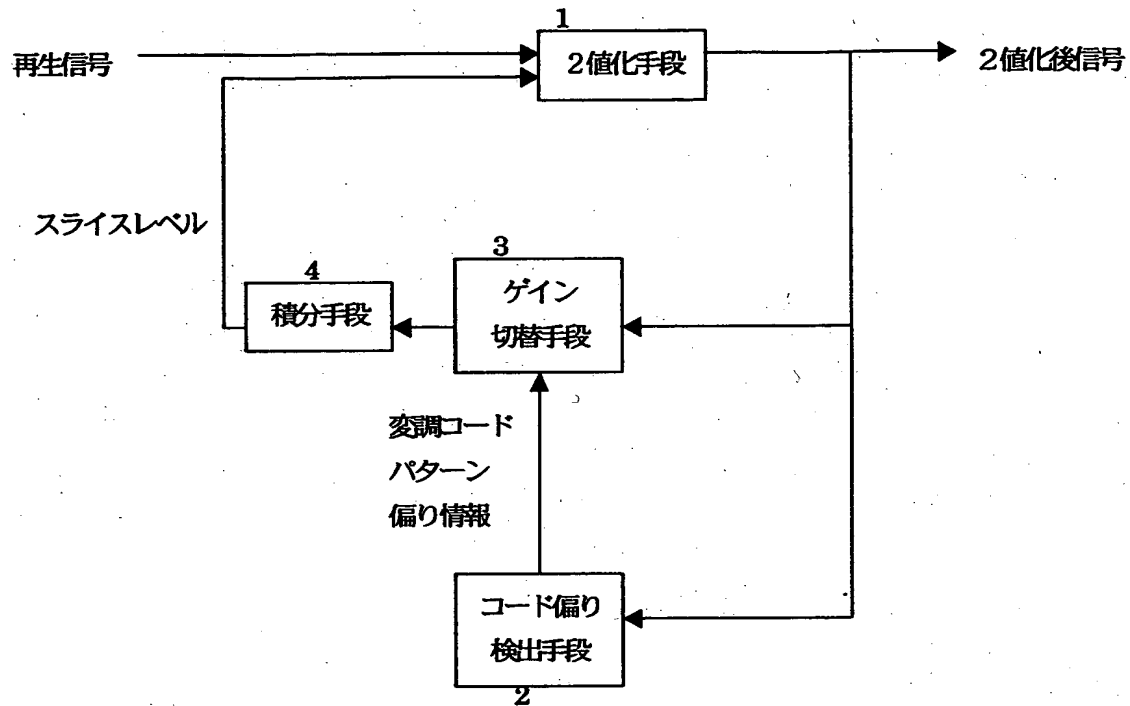 1
再生信号
2値化手段
2値化後信号
スライスレベル
3
ゲイン
切替手段
4
積分手段
変調コード
パターン
偏り情報
コード偏り
検出手段
2